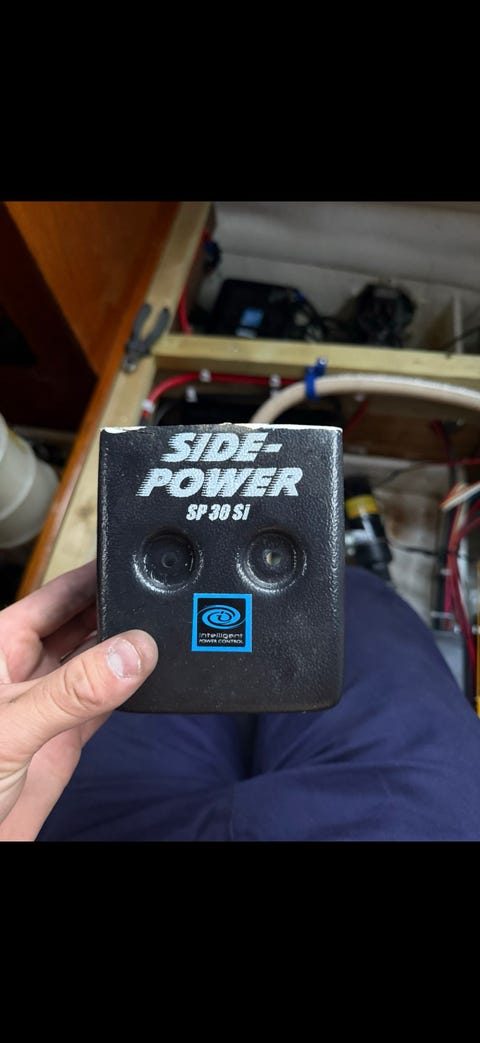 SIDE-
POWER
SP 30 Si
intelligent
POWER CONTROL